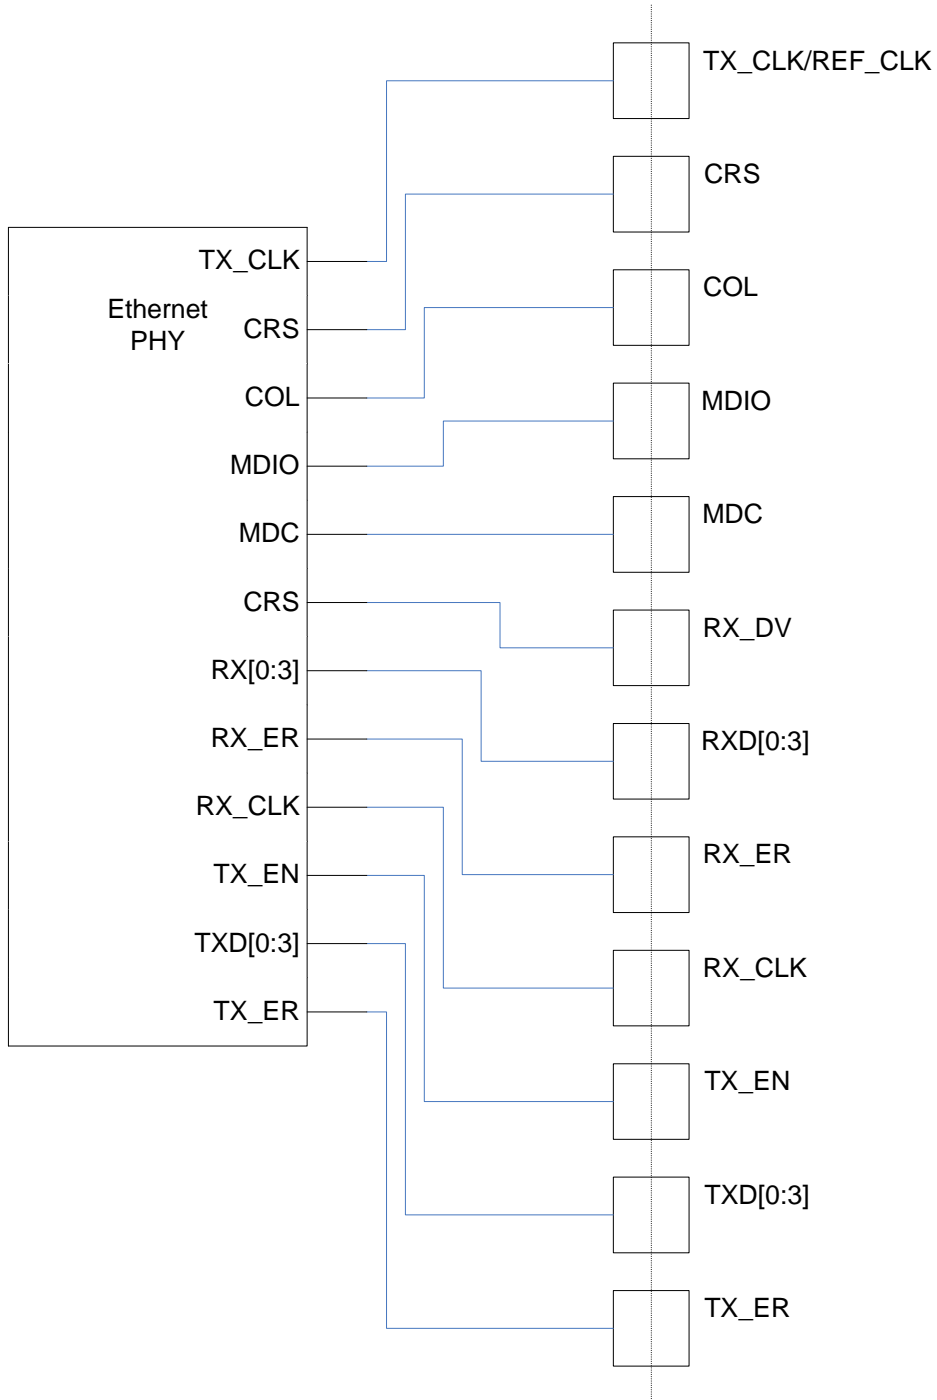 TX_CLK/REF_CLK
CRS
COL
MDIO
MDC
RX_DV
RXD[0:3]
RX_ER
RX_CLK
TX_EN
TXD[0:3]
TX_ER
Ethernet
PHY
TX_CLK
CRS
COL
MDIO
MDC
CRS
RX[0:3]
RX_ER
RX_CLK
TX_EN
TXD[0:3]
TX_ER